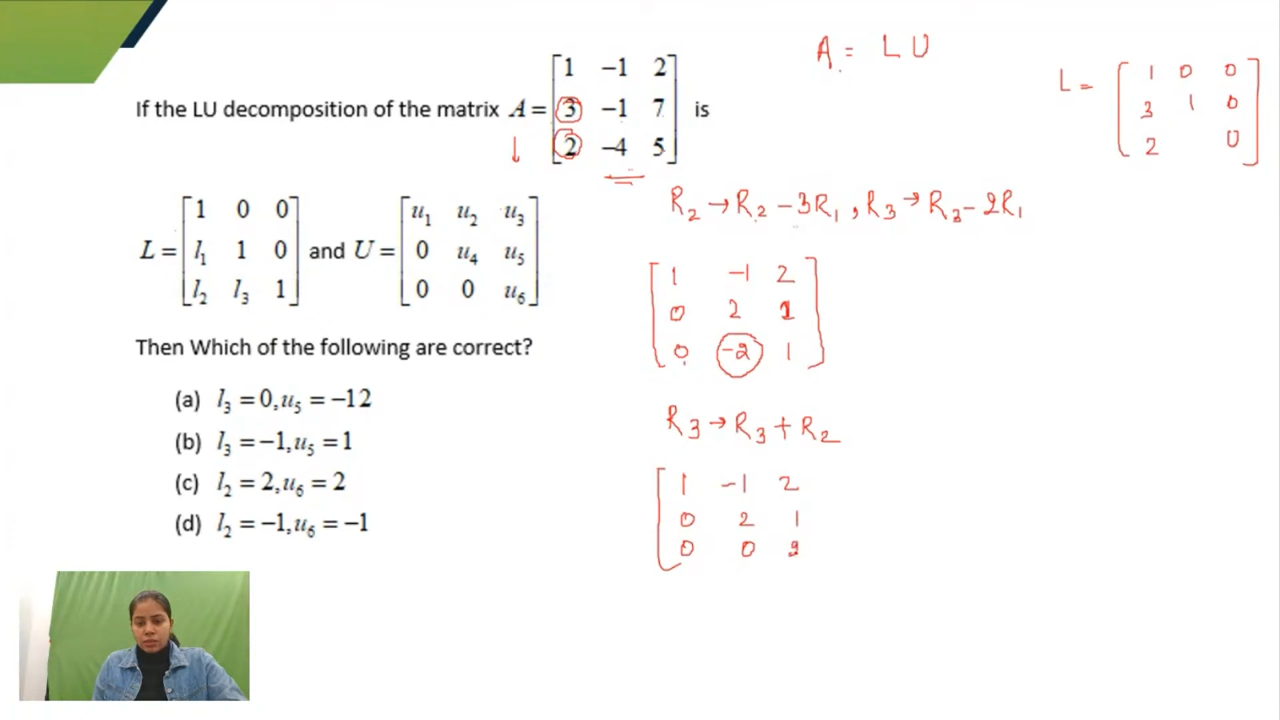 If the LU decomposition of the matrix A = [1 −1 2; 3 −1 7; 2 −4 5] is
L = [1 0 0; l₁ 1 0; l₂ l₃ 1] and U = [u₁ u₂ u₃; 0 u₄ u₅; 0 0 u₆]
Then Which of the following are correct?
(a) l₃ = 0, u₅ = −12
(b) l₃ = −1, u₅ = 1
(c) l₂ = 2, u₆ = 2
(d) l₂ = −1, u₆ = −1
A = LU
L = [1 0 0; 3 1 0; 2 0]
R₂ → R₂ − 3R₁, R₃ → R₃ − 2R₁
[1 −1 2
0 2 1
0 −2 1]
R₃ → R₃ + R₂
[1 −1 2
0 2 1
0 0 2